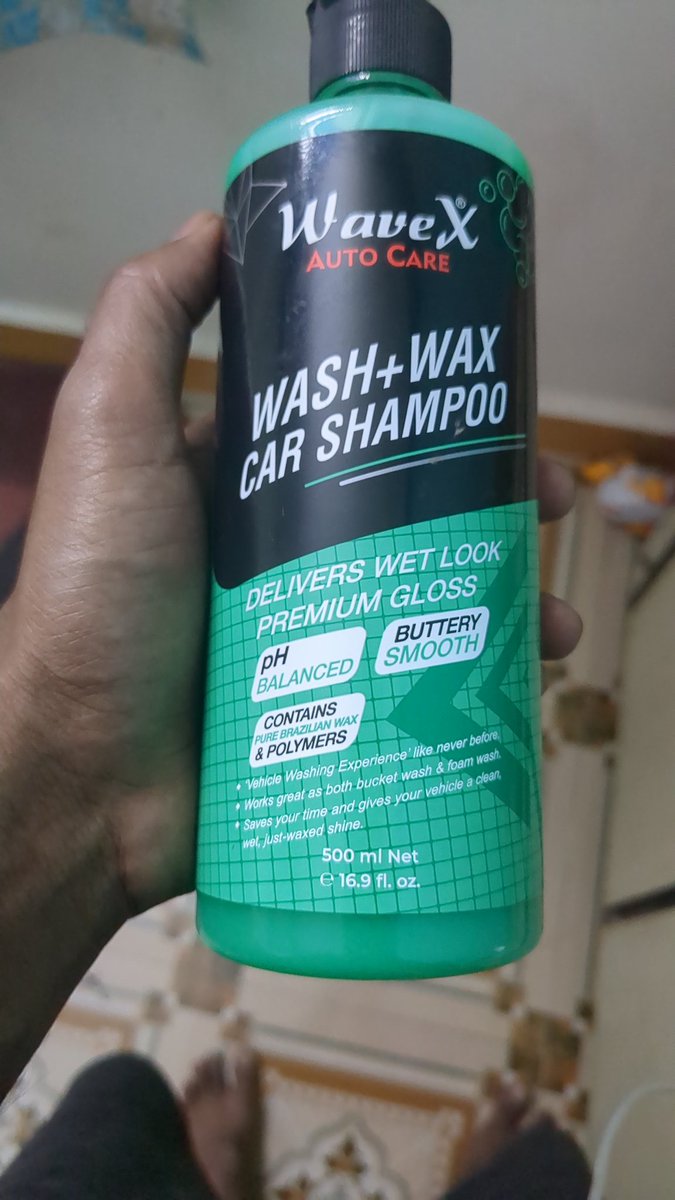 WaveX®
AUTO CARE
WASH+WAX
CAR SHAMPOO
DELIVERS WET LOOK
PREMIUM GLOSS
pH
BALANCED
BUTTERY
SMOOTH
CONTAINS
PURE BRAZILIAN WAX
& POLYMERS
• 'Vehicle Washing Experience' like never before,
• Works great as both bucket wash & foam wash.
• Saves your time and gives your vehicle a clean,
wet, just-waxed shine.
500 ml Net
℮ 16.9 fl. oz.